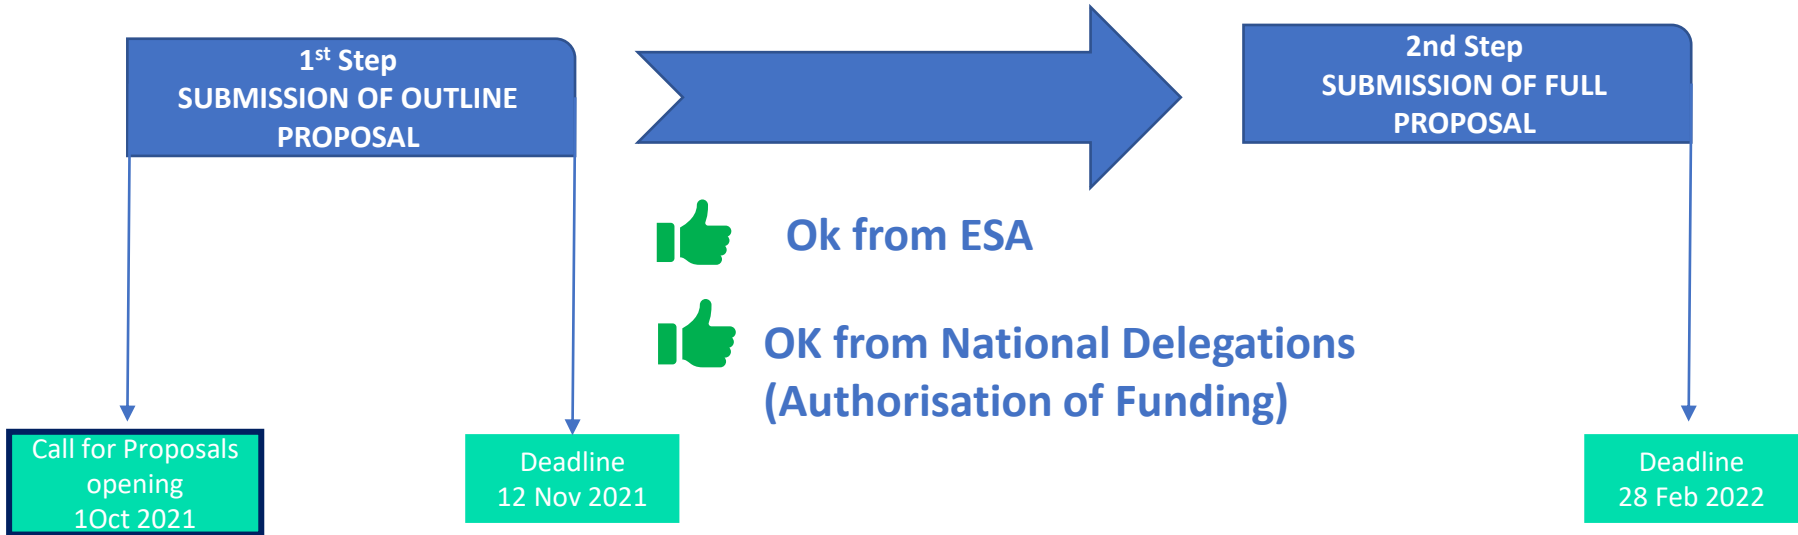 1st Step
SUBMISSION OF OUTLINE
PROPOSAL
2nd Step
SUBMISSION OF FULL
PROPOSAL
Ok from ESA
OK from National Delegations
(Authorisation of Funding)
Call for Proposals
opening
1Oct 2021
Deadline
12 Nov 2021
Deadline
28 Feb 2022